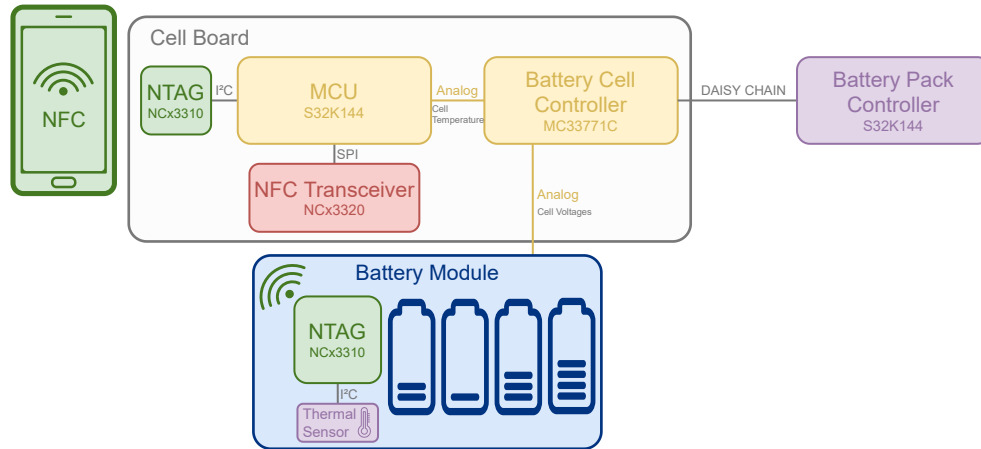 NFC
Cell Board
NTAG
NCx3310
I²C
MCU
S32K144
Analog
Cell
Temperature
Battery Cell
Controller
MC33771C
DAISY CHAIN
Battery Pack
Controller
S32K144
SPI
NFC Transceiver
NCx3320
Analog
Cell Voltages
Battery Module
NTAG
NCx3310
I²C
Thermal
Sensor